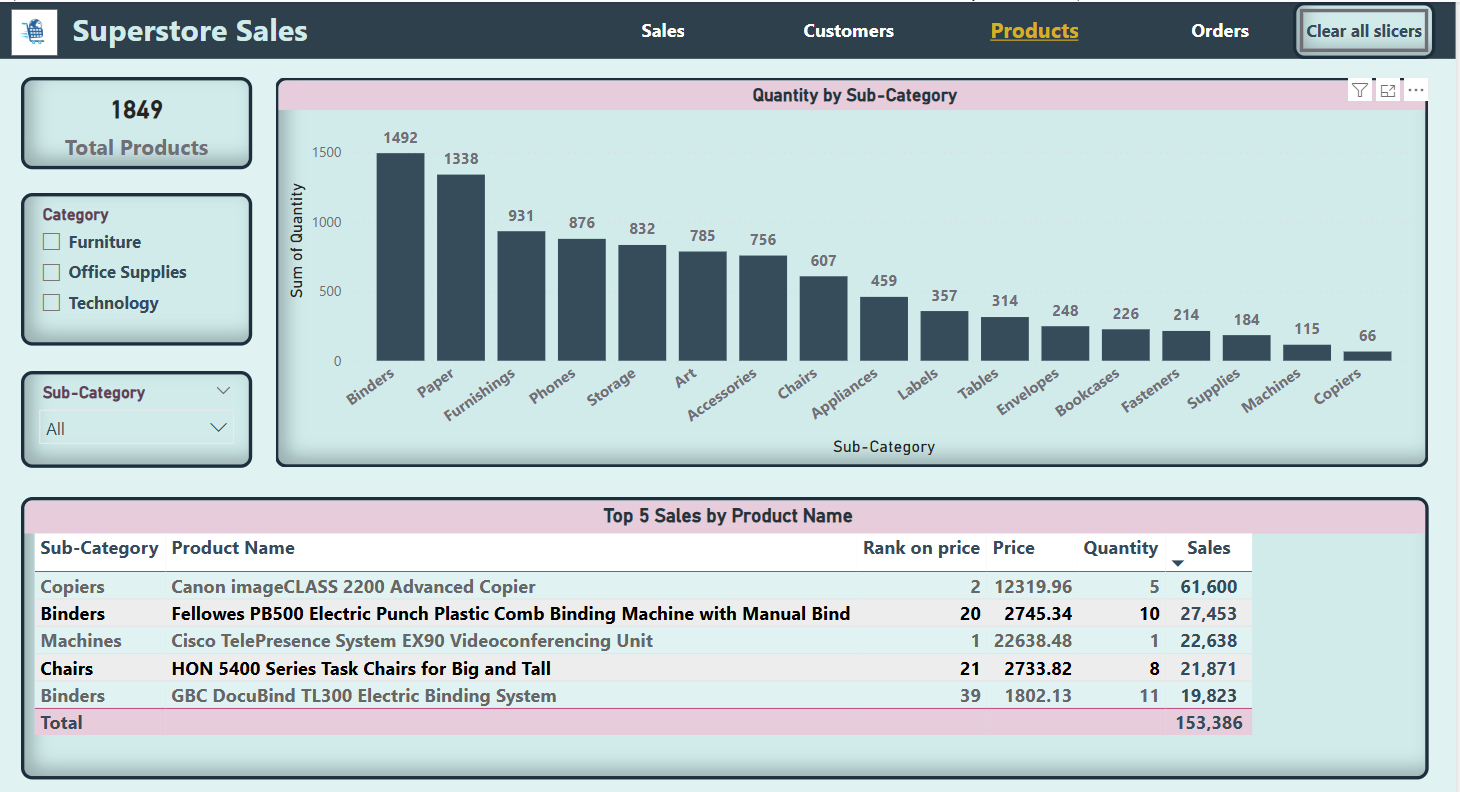 Superstore Sales
Sales Customers Products Orders Clear all slicers
1849
Total Products
Category
Furniture
Office Supplies
Technology
Sub-Category
All
Quantity by Sub-Category
Sum of Quantity
1500
1000
500
0
1492 1338 931 876 832 785 756 607 459 357 314 248 226 214 184 115 66
Binders Paper Furnishings Phones Storage Art Accessories Chairs Appliances Labels Tables Envelopes Bookcases Fasteners Supplies Machines Copiers
Sub-Category
Top 5 Sales by Product Name
Sub-Category Product Name Rank on price Price Quantity Sales
Copiers Canon imageCLASS 2200 Advanced Copier 2 12319.96 5 61,600
Binders Fellowes PB500 Electric Punch Plastic Comb Binding Machine with Manual Bind 20 2745.34 10 27,453
Machines Cisco TelePresence System EX90 Videoconferencing Unit 1 22638.48 1 22,638
Chairs HON 5400 Series Task Chairs for Big and Tall 21 2733.82 8 21,871
Binders GBC DocuBind TL300 Electric Binding System 39 1802.13 11 19,823
Total 153,386